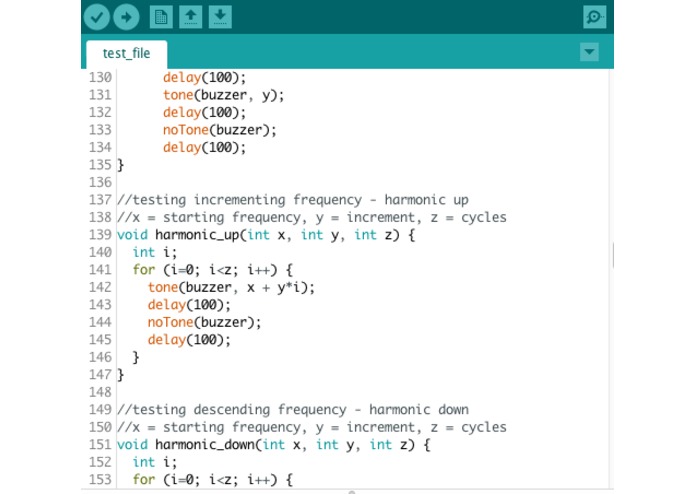 test_file
130 delay(100);
131 tone(buzzer, y);
132 delay(100);
133 noTone(buzzer);
134 delay(100);
135 }
136
137 //testing incrementing frequency - harmonic up
138 //x = starting frequency, y = increment, z = cycles
139 void harmonic_up(int x, int y, int z) {
140 int i;
141 for (i=0; i<z; i++) {
142 tone(buzzer, x + y*i);
143 delay(100);
144 noTone(buzzer);
145 delay(100);
146 }
147 }
148
149 //testing descending frequency - harmonic down
150 //x = starting frequency, y = increment, z = cycles
151 void harmonic_down(int x, int y, int z) {
152 int i;
153 for (i=0; i<z; i++) {